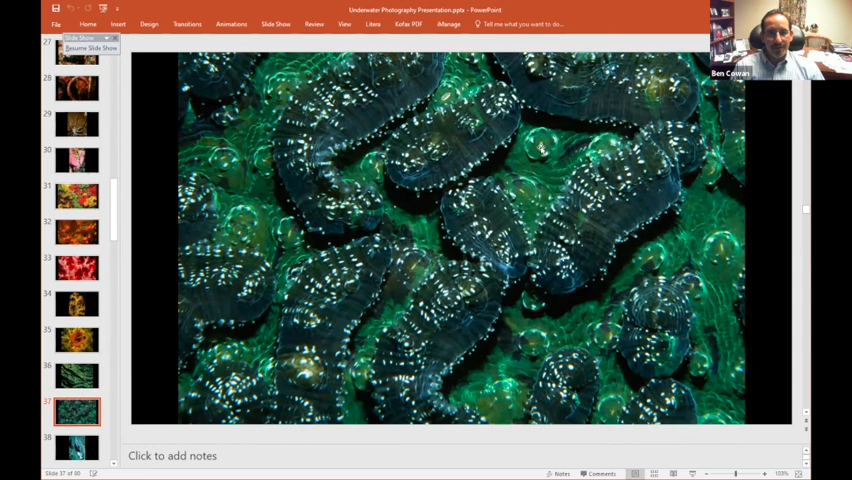 Underwater Photography Presentation.pptx - PowerPoint
File Home Insert Design Transitions Animations Slide Show Review View Litera Kofax PDF iManage Tell me what you want to do...
Slide Show
Resume Slide Show
Ben Cowan
27
28
29
30
31
32
33
34
35
36
37
38
Click to add notes
Slide 37 of 80 Notes Comments 103%